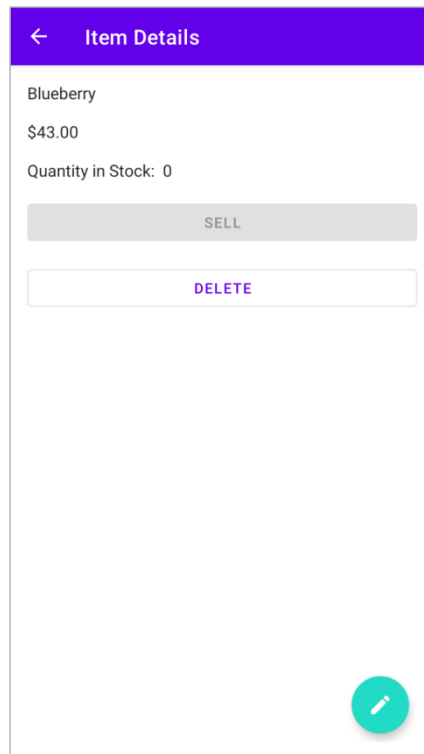 Item Details
Blueberry
$43.00
Quantity in Stock: 0
SELL
DELETE